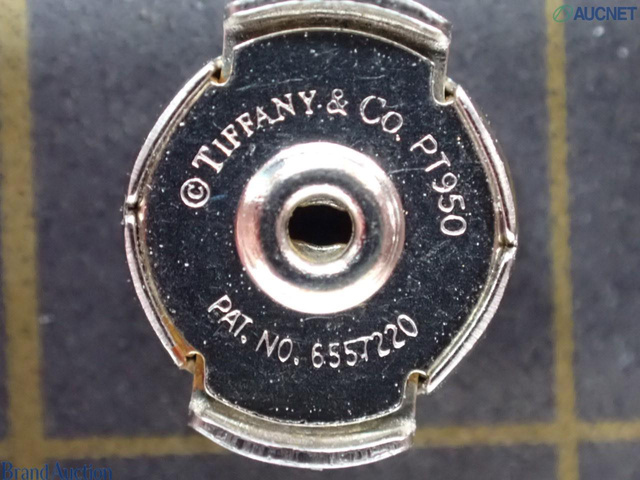 AUCNET
© TIFFANY & CO. PT950
PAT. NO. 6557220
Brand Auction